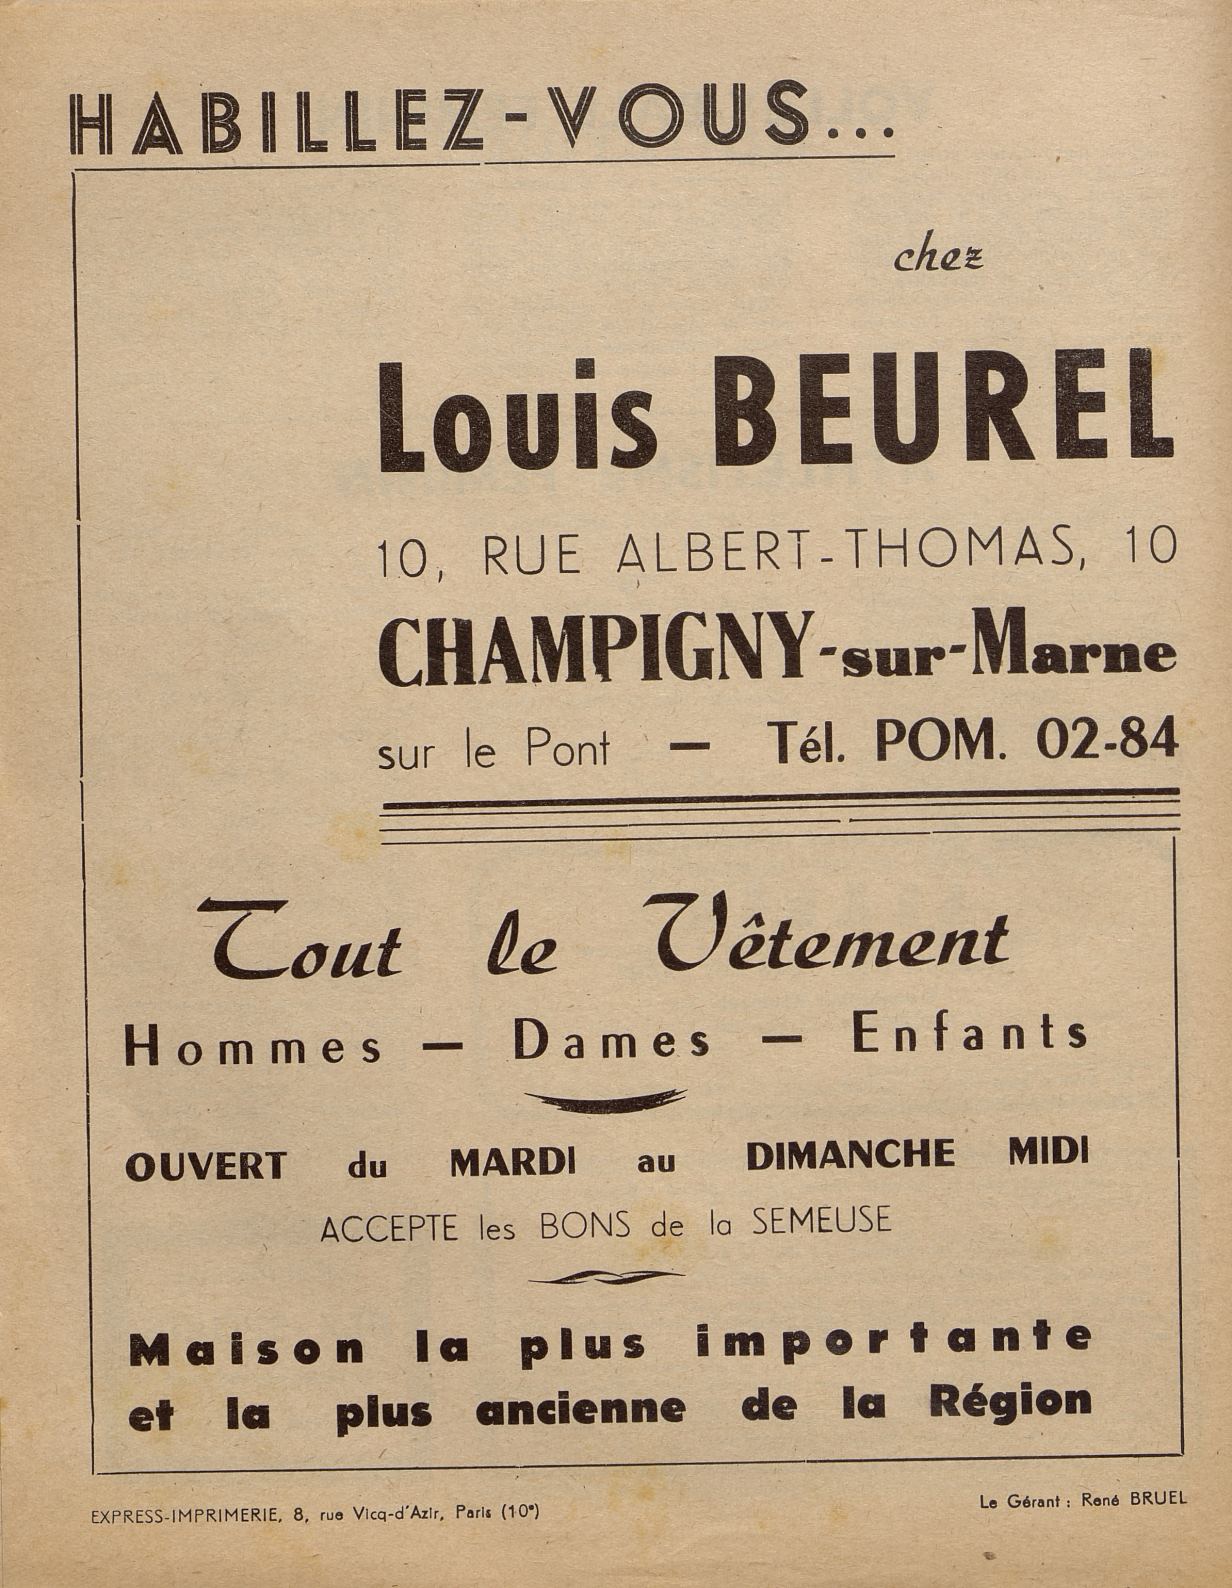 HABILLEZ-VOUS...
chez
Louis BEUREL
10, RUE ALBERT-THOMAS, 10
CHAMPIGNY-sur-Marne
sur le Pont — Tél. POM. 02-84
Tout le Vêtement
Hommes — Dames — Enfants
OUVERT du MARDI au DIMANCHE MIDI
ACCEPTE les BONS de la SEMEUSE
Maison la plus importante
et la plus ancienne de la Région
EXPRESS-IMPRIMERIE, 8, rue Vicq-d'Azir, Paris (10e)
Le Gérant : René BRUEL